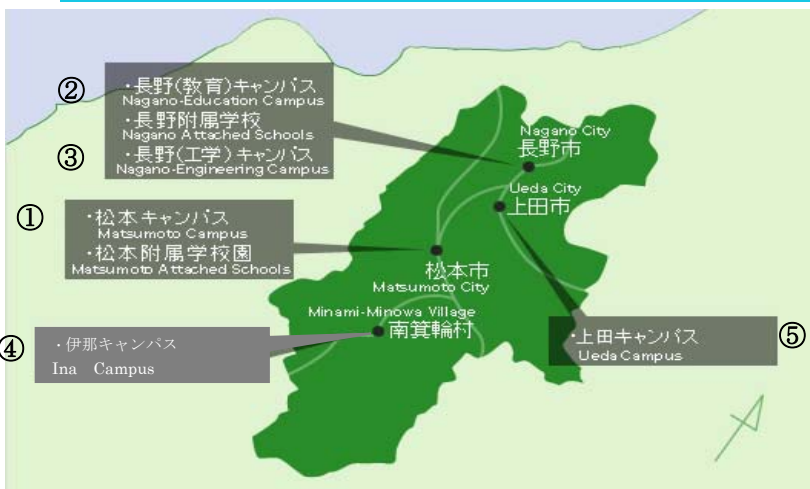 ②
・長野(教育)キャンパス
Nagano-Education Campus
・長野附属学校
Nagano Attached Schools
③
・長野(工学)キャンパス
Nagano-Engineering Campus
Nagano City
長野市
Ueda City
上田市
①
・松本キャンパス
Matsumoto Campus
・松本附属学校園
Matsumoto Attached Schools
松本市
Matsumoto City
Minami-Minowa Village
南箕輪村
④
・伊那キャンパス
Ina Campus
・上田キャンパス
Ueda Campus
⑤